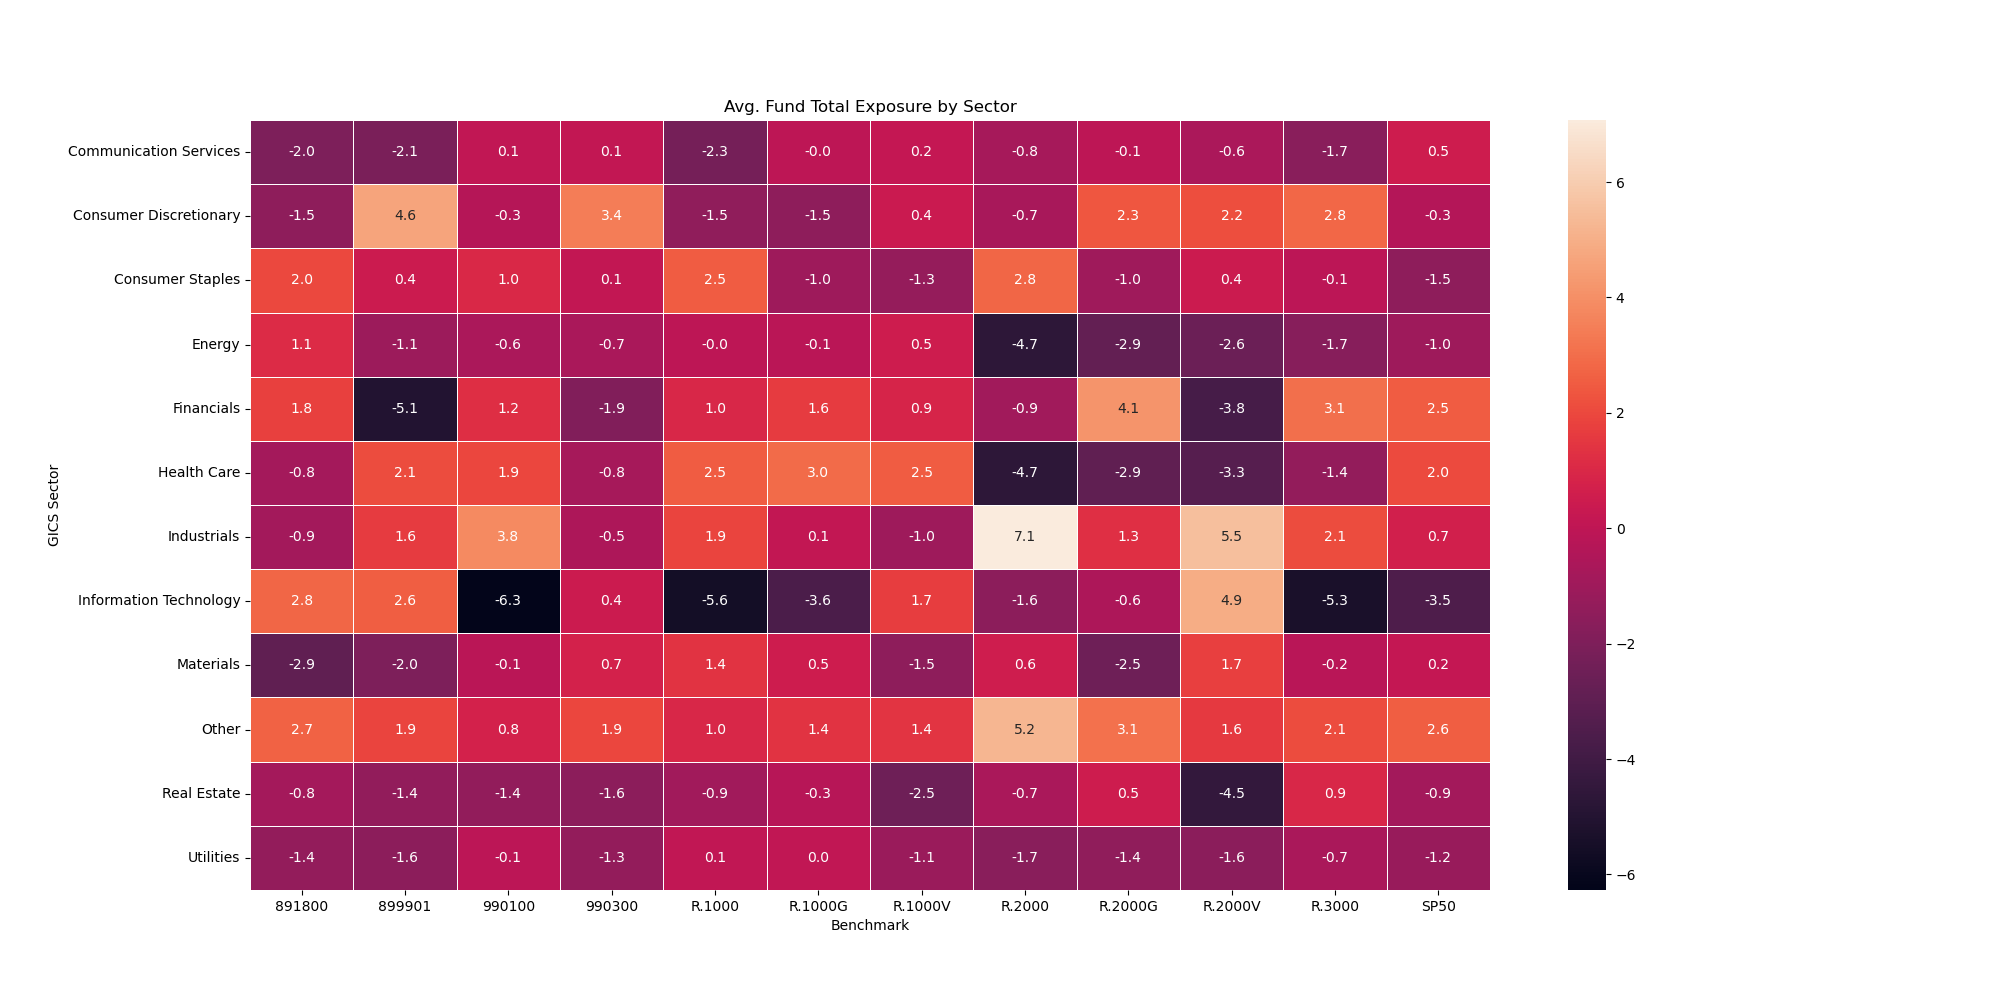 Avg. Fund Total Exposure by Sector
Communication Services -2.0 -2.1 0.1 0.1 -2.3 -0.0 0.2 -0.8 -0.1 -0.6 -1.7 0.5
Consumer Discretionary -1.5 4.6 -0.3 3.4 -1.5 -1.5 0.4 -0.7 2.3 2.2 2.8 -0.3
Consumer Staples 2.0 0.4 1.0 0.1 2.5 -1.0 -1.3 2.8 -1.0 0.4 -0.1 -1.5
Energy 1.1 -1.1 -0.6 -0.7 -0.0 -0.1 0.5 -4.7 -2.9 -2.6 -1.7 -1.0
Financials 1.8 -5.1 1.2 -1.9 1.0 1.6 0.9 -0.9 4.1 -3.8 3.1 2.5
Health Care -0.8 2.1 1.9 -0.8 2.5 3.0 2.5 -4.7 -2.9 -3.3 -1.4 2.0
Industrials -0.9 1.6 3.8 -0.5 1.9 0.1 -1.0 7.1 1.3 5.5 2.1 0.7
Information Technology 2.8 2.6 -6.3 0.4 -5.6 -3.6 1.7 -1.6 -0.6 4.9 -5.3 -3.5
Materials -2.9 -2.0 -0.1 0.7 1.4 0.5 -1.5 0.6 -2.5 1.7 -0.2 0.2
Other 2.7 1.9 0.8 1.9 1.0 1.4 1.4 5.2 3.1 1.6 2.1 2.6
Real Estate -0.8 -1.4 -1.4 -1.6 -0.9 -0.3 -2.5 -0.7 0.5 -4.5 0.9 -0.9
Utilities -1.4 -1.6 -0.1 -1.3 0.1 0.0 -1.1 -1.7 -1.4 -1.6 -0.7 -1.2
891800 899901 990100 990300 R.1000 R.1000G R.1000V R.2000 R.2000G R.2000V R.3000 SP50
Benchmark
GICS Sector
6
4
2
0
−2
−4
−6